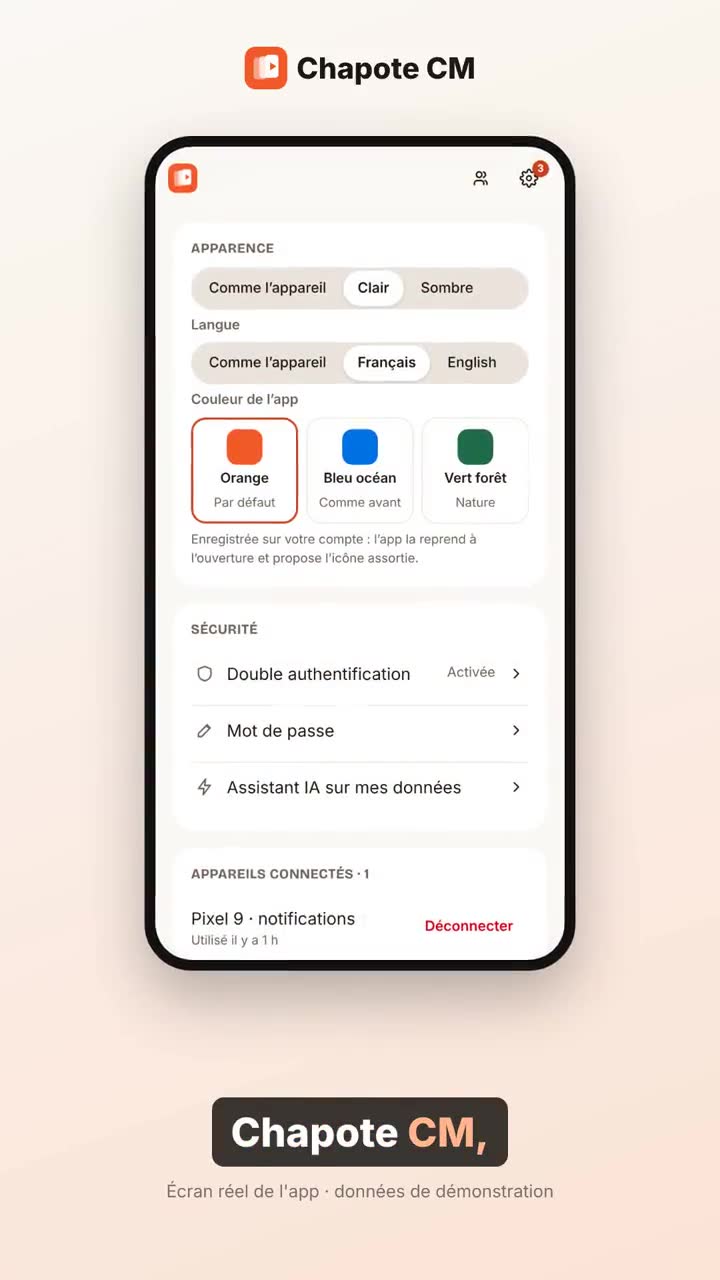 Chapote CM
3
APPARENCE
Comme l’appareil Clair Sombre
Langue
Comme l’appareil Français English
Couleur de l’app
Orange Bleu océan Vert forêt
Par défaut Comme avant Nature
Enregistrée sur votre compte : l’app la reprend à
l’ouverture et propose l’icône assortie.
SÉCURITÉ
Double authentification Activée
Mot de passe
Assistant IA sur mes données
APPAREILS CONNECTÉS · 1
Pixel 9 · notifications
Utilisé il y a 1 h
Déconnecter
Chapote CM,
Écran réel de l'app · données de démonstration